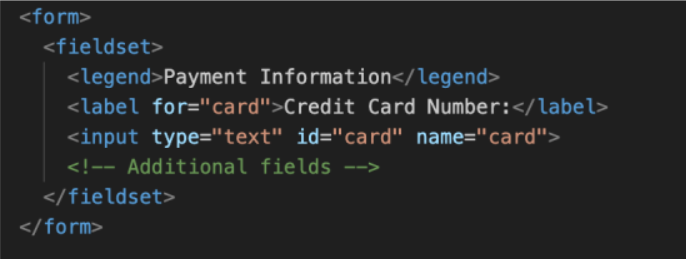 <form>
<fieldset>
<legend>Payment Information</legend>
<label for="card">Credit Card Number:</label>
<input type="text" id="card" name="card">
<!-- Additional fields -->
</fieldset>
</form>